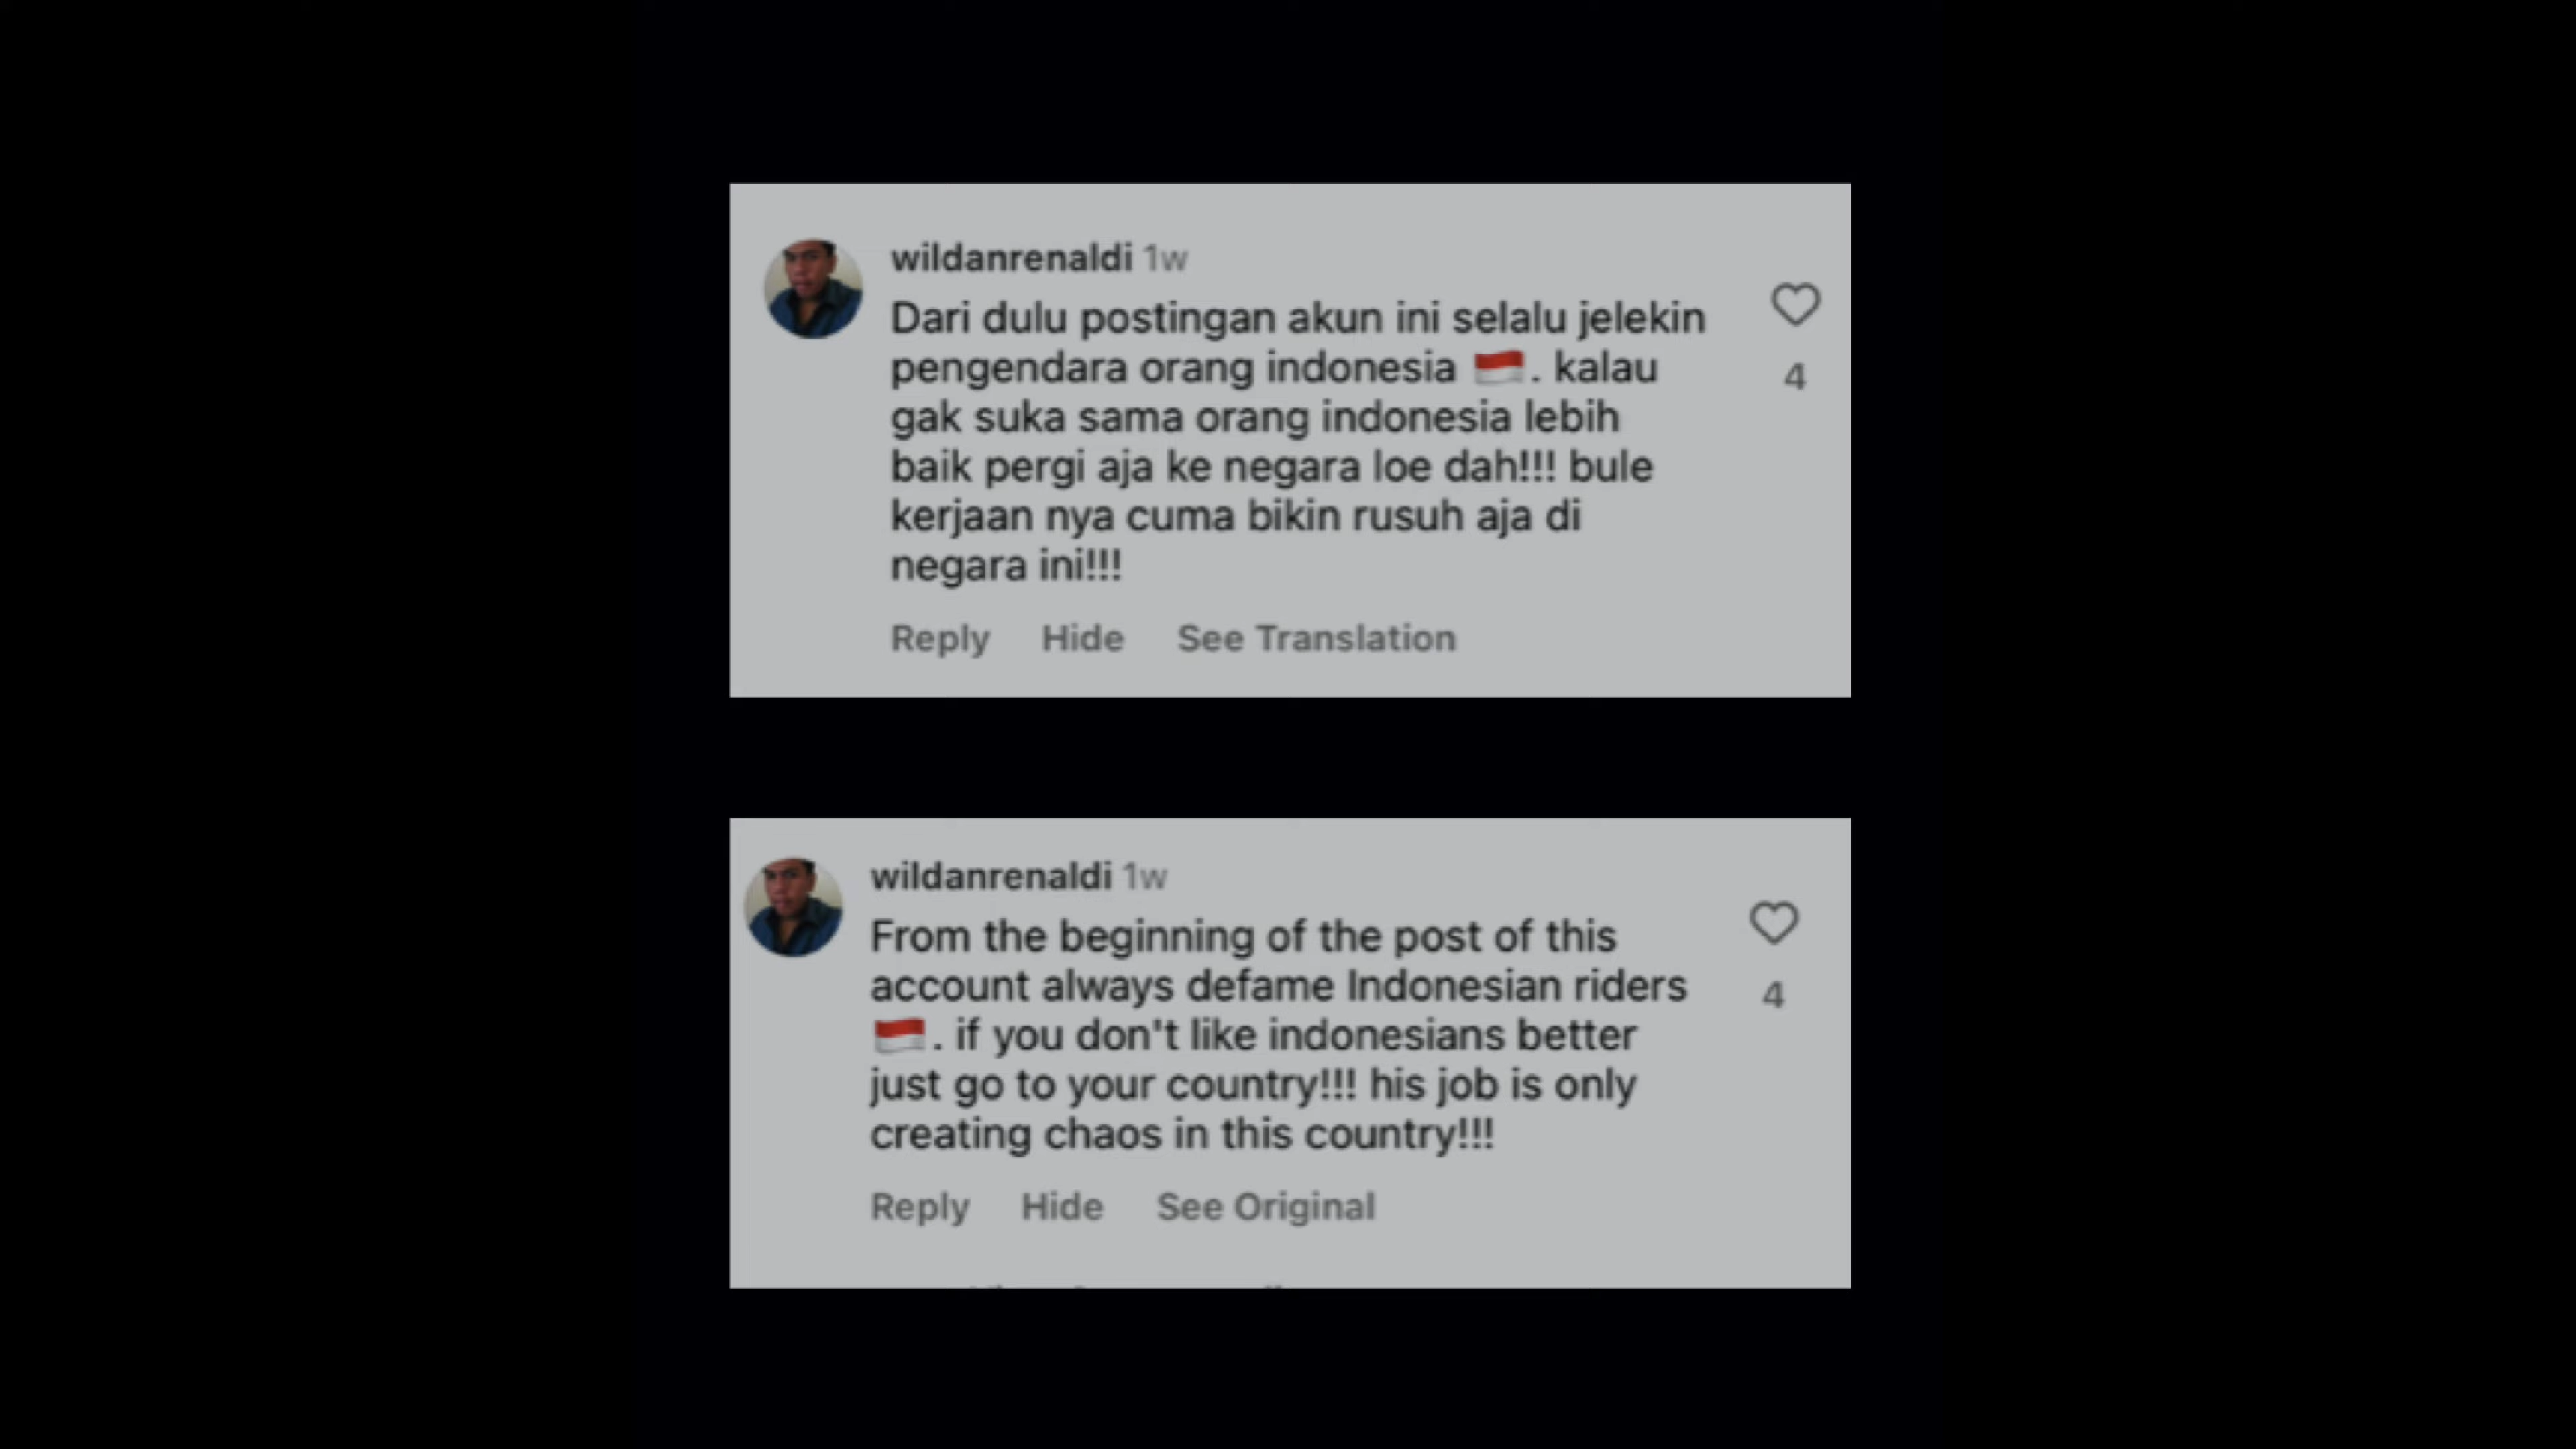 wildanrenaldi 1w
Dari dulu postingan akun ini selalu jelekin
pengendara orang indonesia 🇮🇩. kalau
gak suka sama orang indonesia lebih
baik pergi aja ke negara loe dah!!! bule
kerjaan nya cuma bikin rusuh aja di
negara ini!!!
4
Reply Hide See Translation
wildanrenaldi 1w
From the beginning of the post of this
account always defame Indonesian riders
🇮🇩. if you don't like indonesians better
just go to your country!!! his job is only
creating chaos in this country!!!
4
Reply Hide See Original